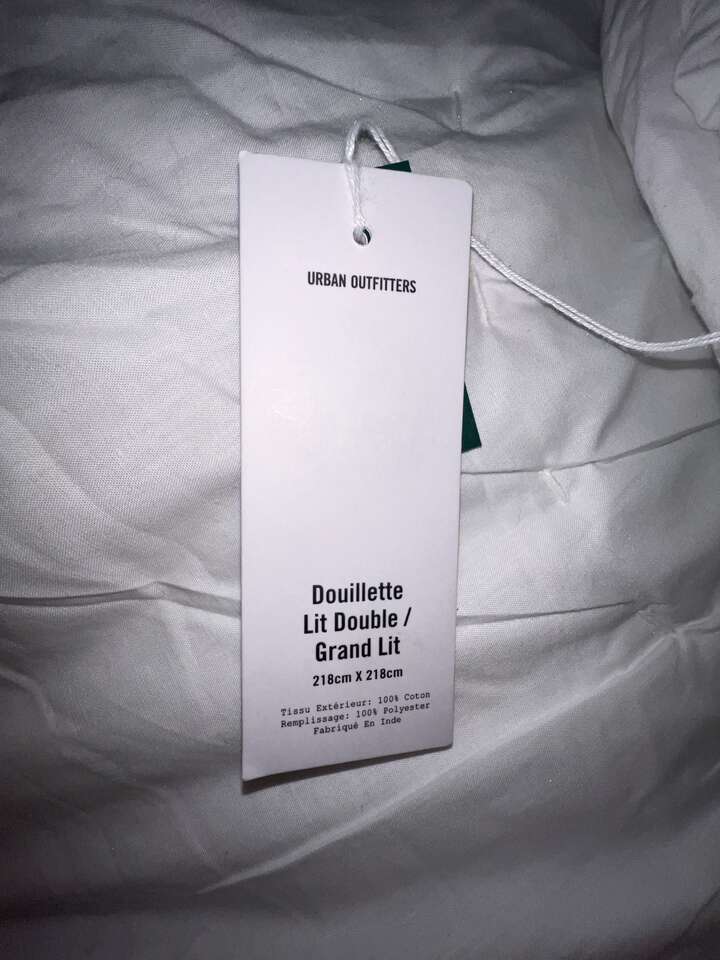 URBAN OUTFITTERS
Douillette
Lit Double /
Grand Lit
218cm X 218cm
Tissu Extérieur: 100% Coton
Remplissage: 100% Polyester
Fabriqué En Inde